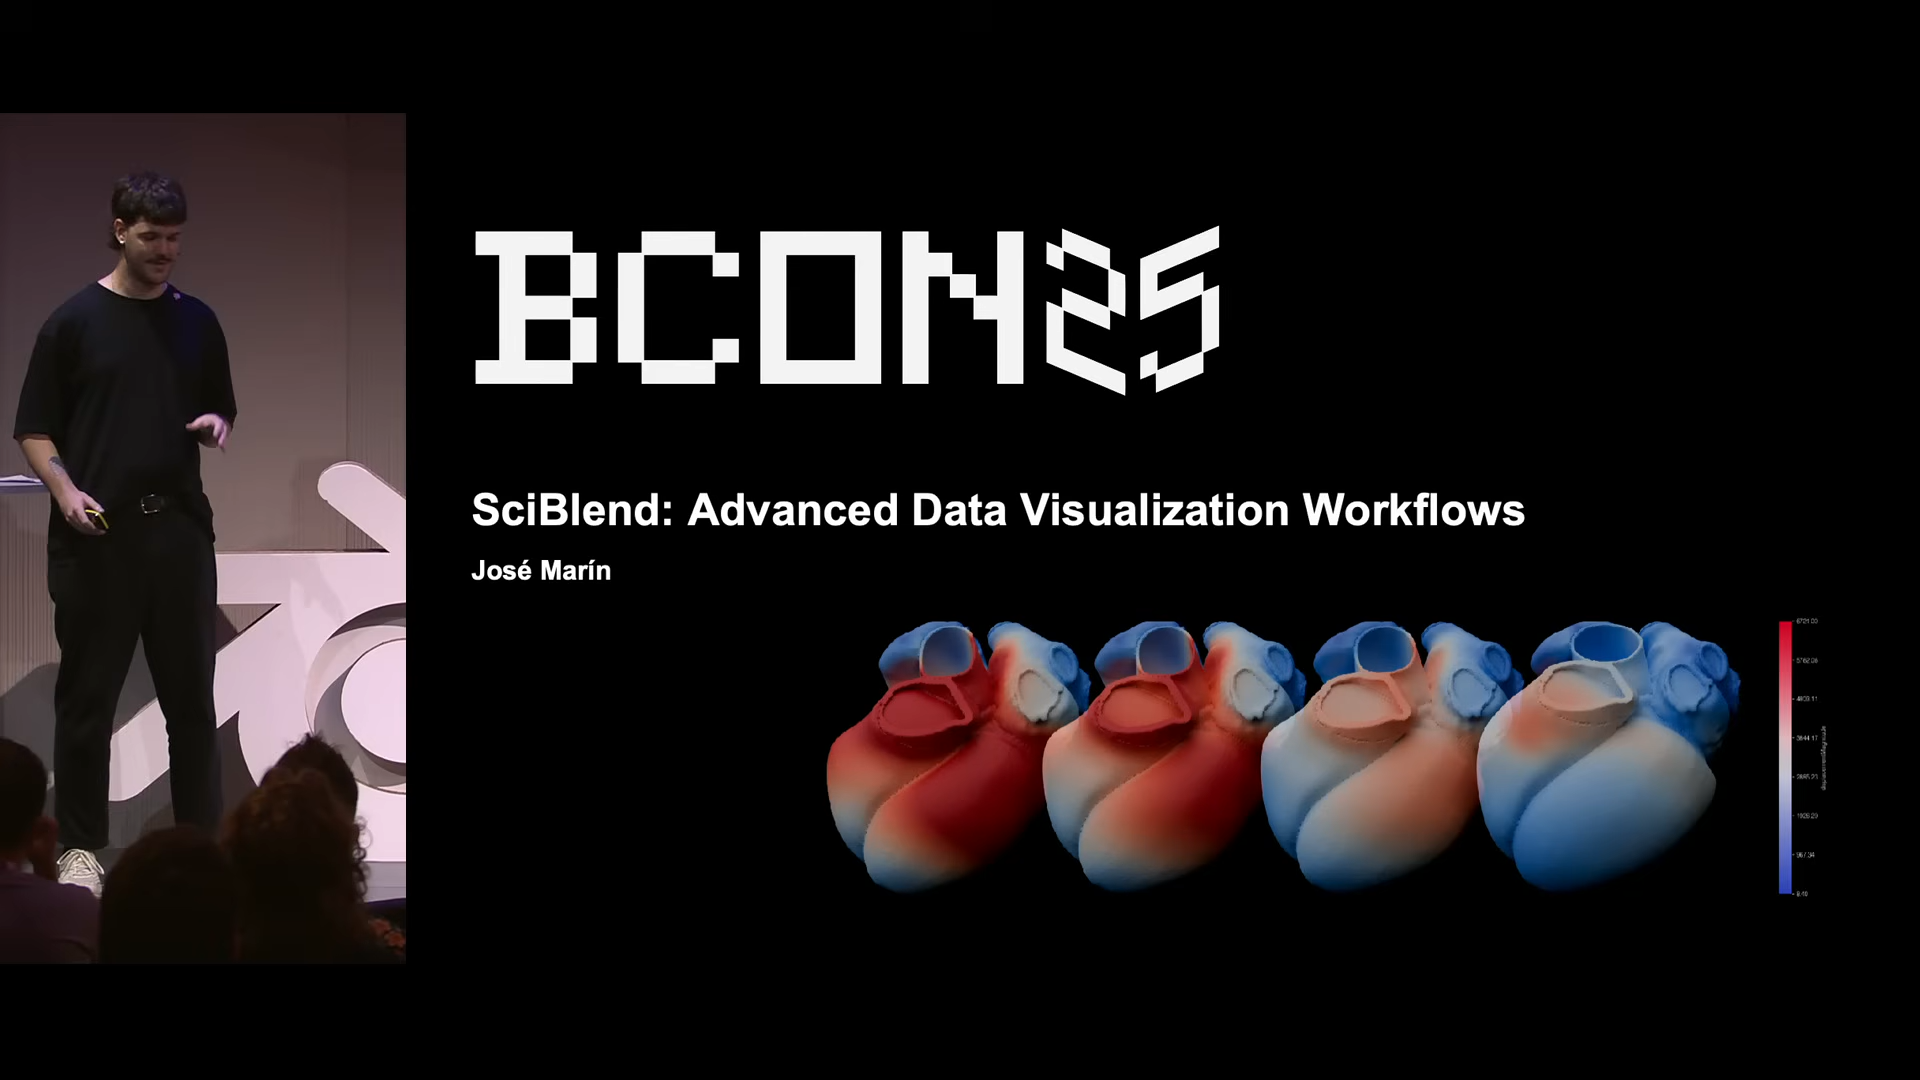 BCON25
SciBlend: Advanced Data Visualization Workflows
José Marín